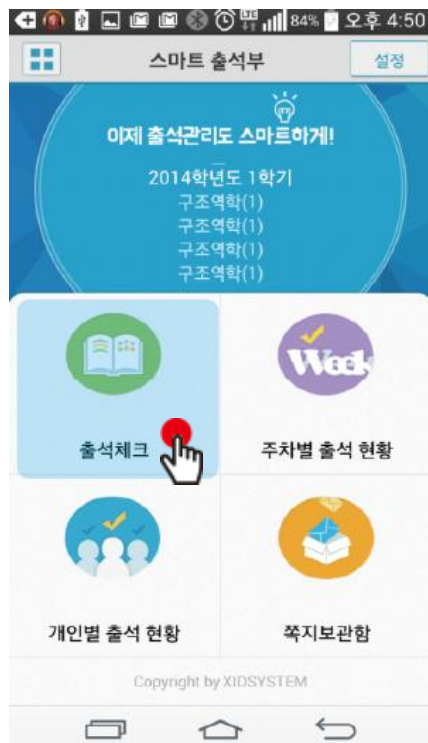 84% 오후 4:50
스마트 출석부 설정
이제 출석관리도 스마트하게!
2014학년도 1학기
구조역학(1)
구조역학(1)
구조역학(1)
구조역학(1)
Week
출석체크 주차별 출석 현황
개인별 출석 현황 쪽지보관함
Copyright by XIDSYSTEM